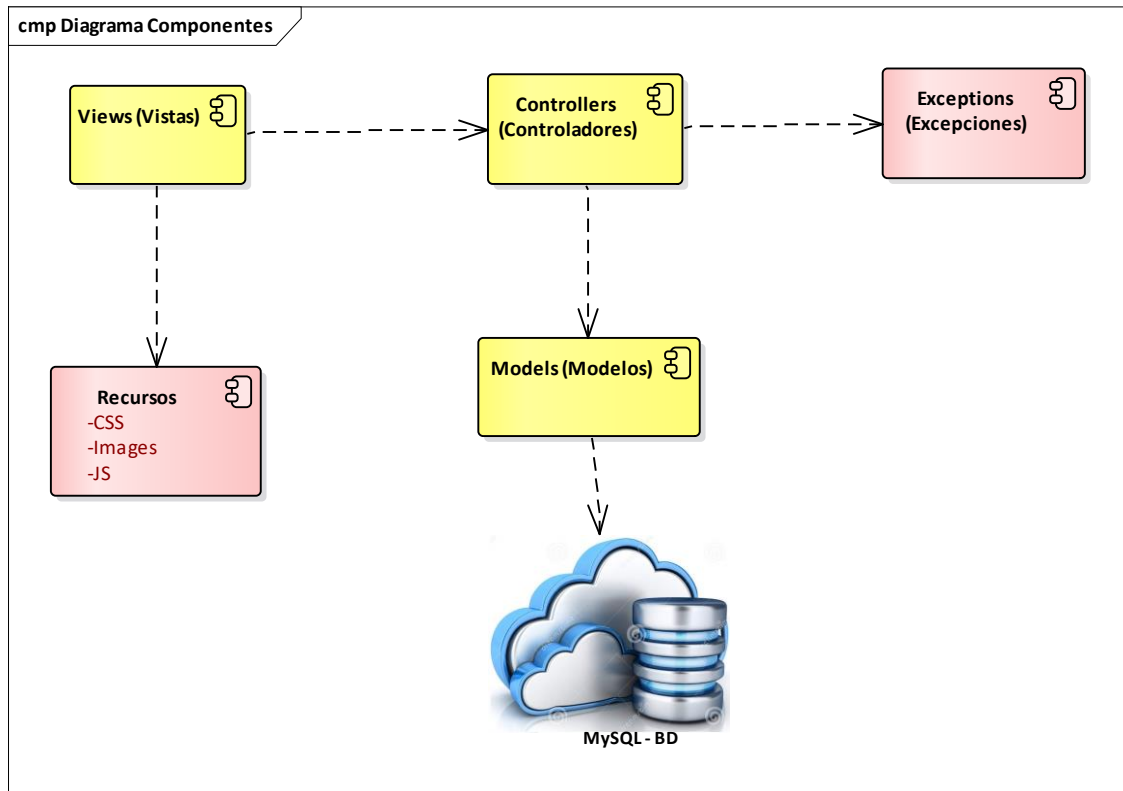 cmp Diagrama Componentes
Views (Vistas)
Controllers
(Controladores)
Exceptions
(Excepciones)
Recursos
-CSS
-Images
-JS
Models (Modelos)
MySQL - BD